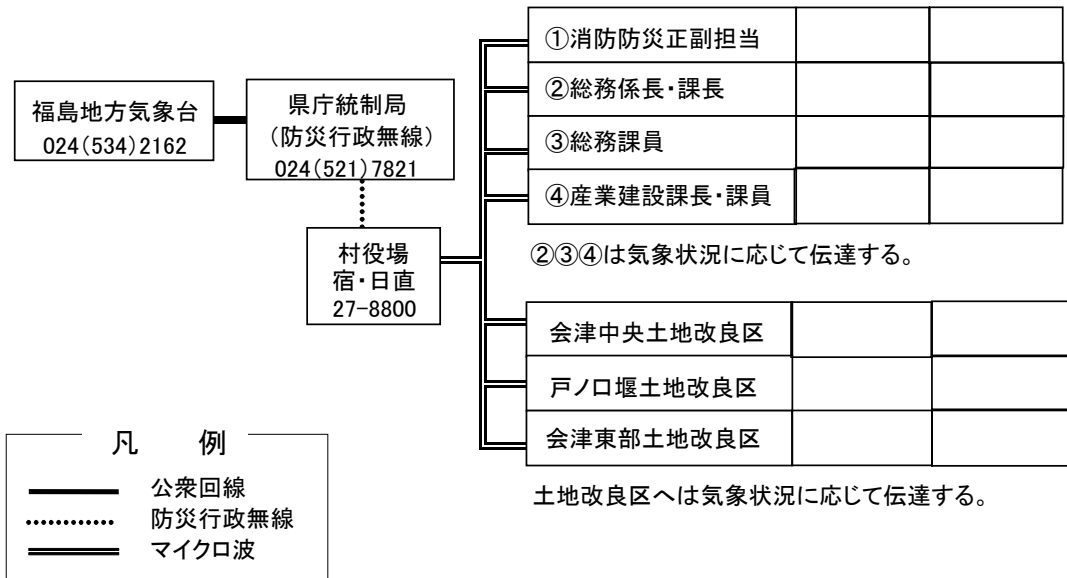 福島地方気象台
024(534)2162
県庁統制局
(防災行政無線)
024(521)7821
村役場
宿・日直
27-8800
①消防防災正副担当
②総務係長・課長
③総務課員
④産業建設課長・課員
②③④は気象状況に応じて伝達する。
会津中央土地改良区
戸ノ口堰土地改良区
会津東部土地改良区
土地改良区へは気象状況に応じて伝達する。
凡 例
公衆回線
防災行政無線
マイクロ波